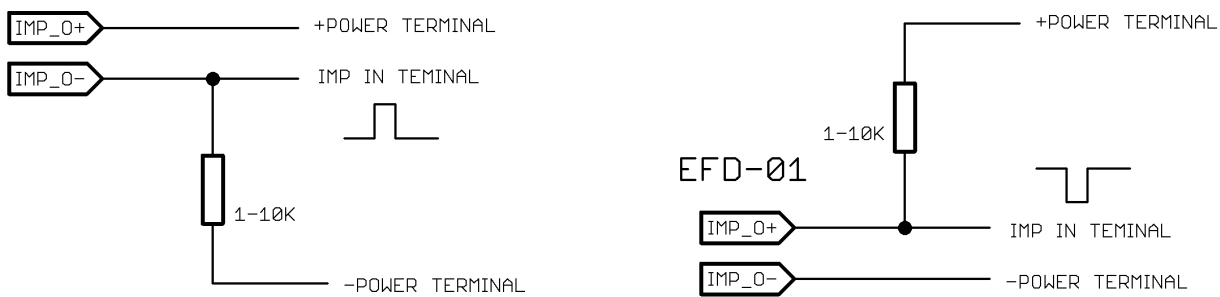 IMP_O+
+POWER TERMINAL
IMP_O-
IMP IN TEMINAL
1-10K
-POWER TERMINAL
+POWER TERMINAL
1-10K
EFD-01
IMP_O+
IMP IN TEMINAL
IMP_O-
-POWER TERMINAL